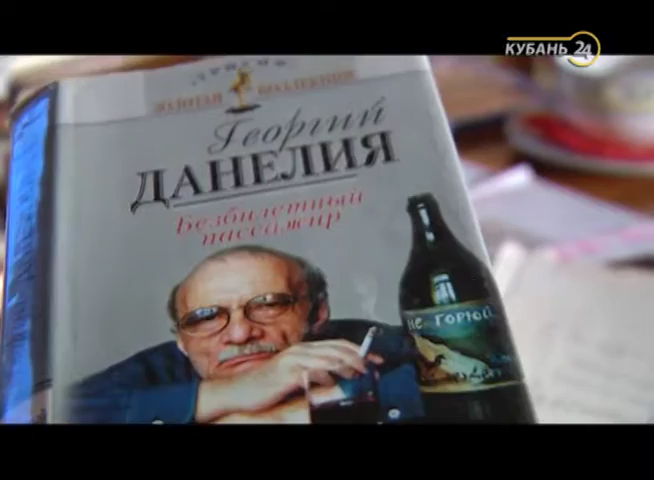 КУБАНЬ 24
ЗОЛОТАЯ КОЛЛЕКЦИЯ
Георгий
ДАНЕЛИЯ
Безбилетный
пассажир
НЕ ГОРЮЙ